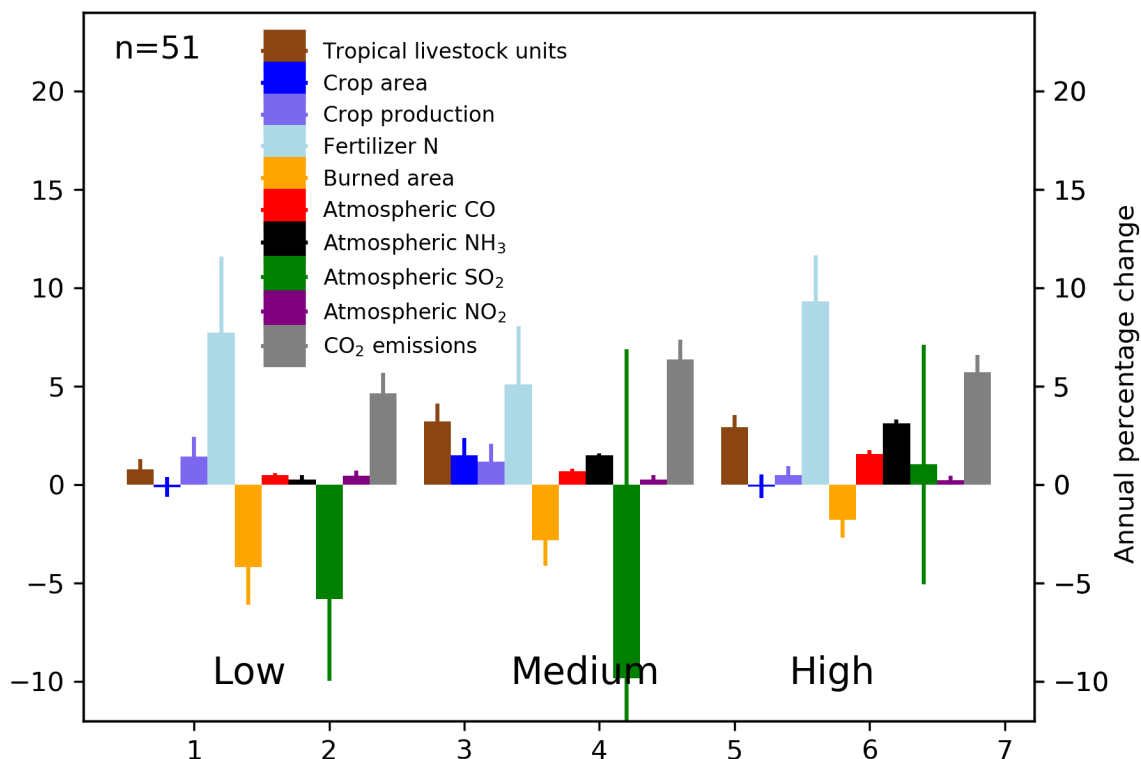 n=51
Tropical livestock units
Crop area
Crop production
Fertilizer N
Burned area
Atmospheric CO
Atmospheric NH₃
Atmospheric SO₂
Atmospheric NO₂
CO₂ emissions
20
15
10
5
0
−5
−10
20
15
10
5
0
−5
−10
Annual percentage change
Low Medium High
1 2 3 4 5 6 7